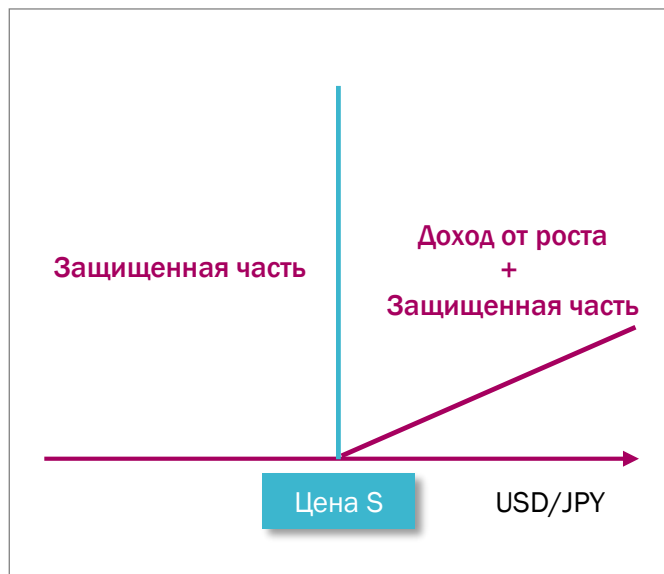 Защищенная часть
Доход от роста
+
Защищенная часть
Цена S
USD/JPY